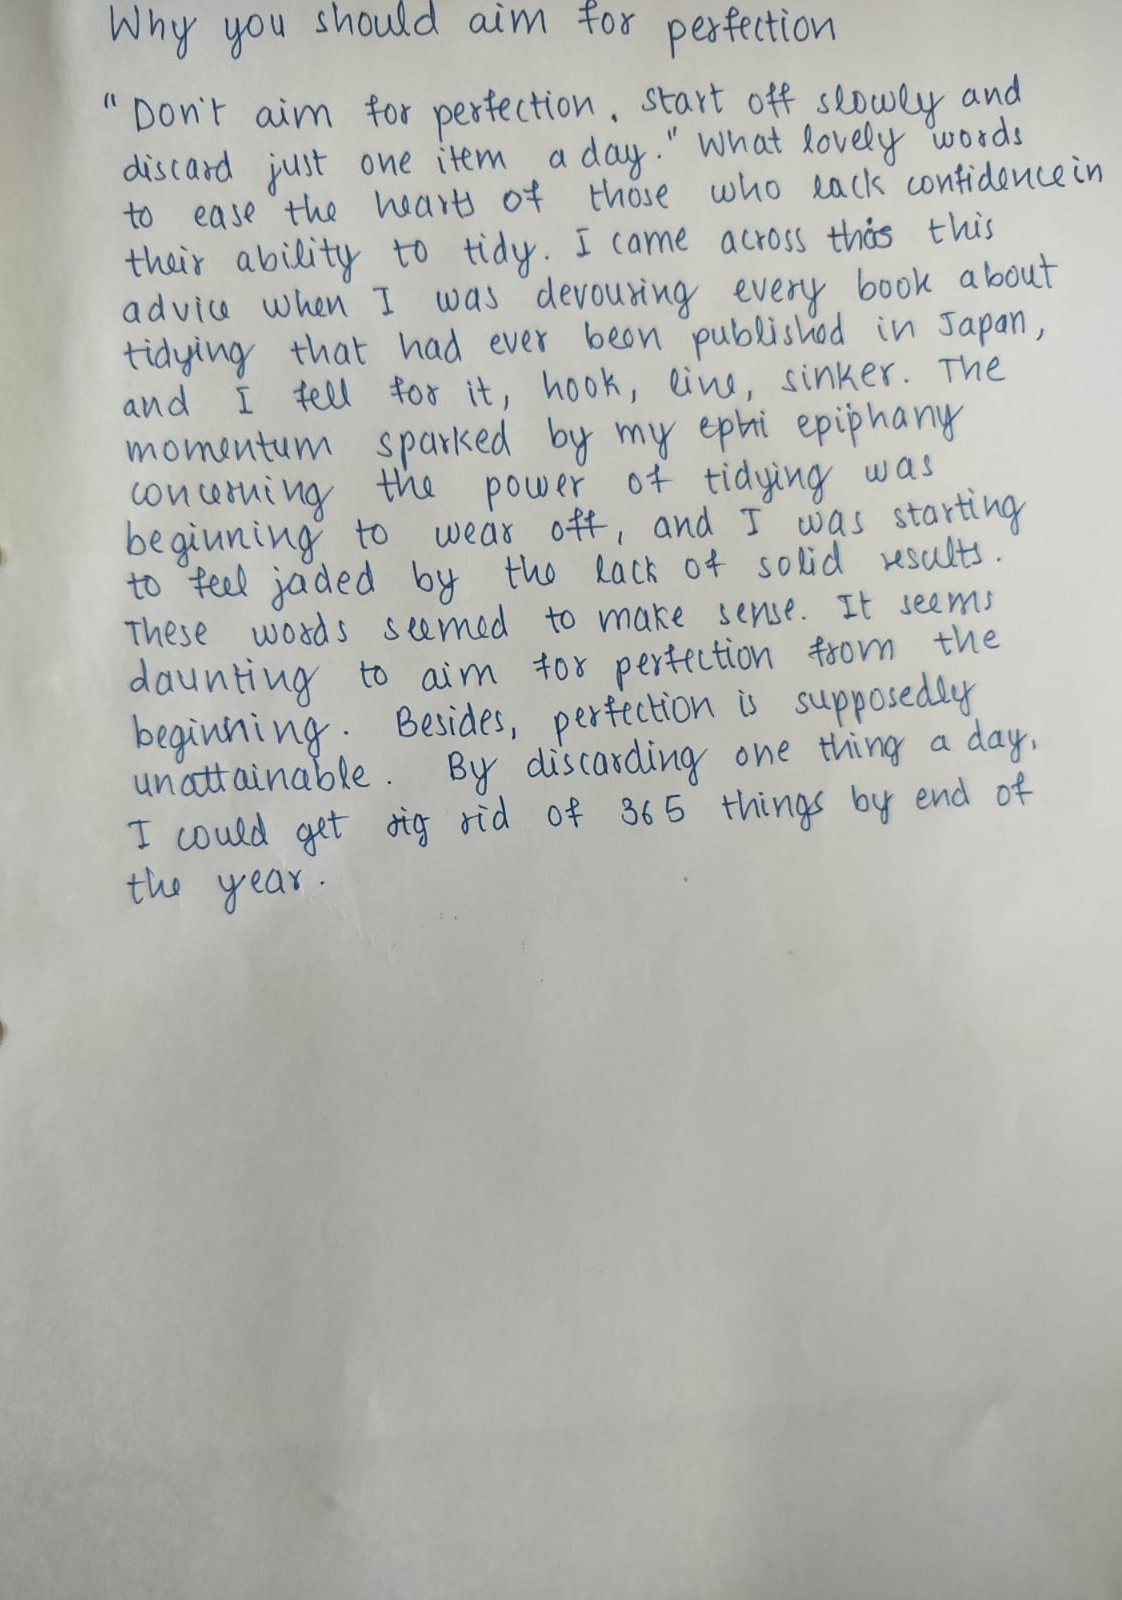 Why you should aim for perfection
"Don't aim for perfection. start off slowly and
discard just one item a day." What lovely words
to ease the hearts of those who lack confidence in
their ability to tidy. I came across this this
advice when I was devouring every book about
tidying that had ever been published in Japan,
and I fell for it, hook, line, sinker. The
momentum sparked by my ephi epiphany
concerning the power of tidying was
beginning to wear off, and I was starting
to feel jaded by the lack of solid results.
These words seemed to make sense. It seems
daunting to aim for perfection from the
beginning. Besides, perfection is supposedly
unattainable. By discarding one thing a day,
I could get rig rid of 365 things by end of
the year.